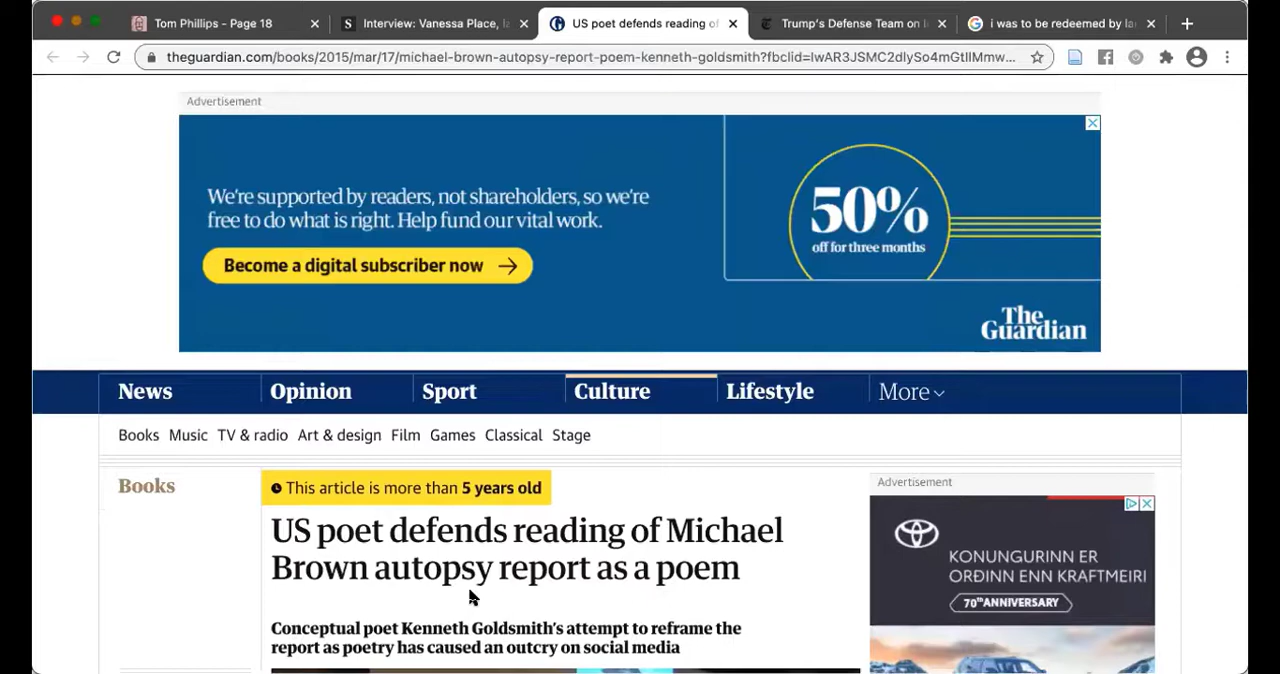 Tom Phillips - Page 18
Interview: Vanessa Place,
US poet defends reading of
Trump's Defense Team on
i was to be redeemed by
theguardian.com/books/2015/mar/17/michael-brown-autopsy-report-poem-kenneth-goldsmith?fbclid=IwAR3JSMC2dlySo4mGtIIMmw...
Advertisement
We're supported by readers, not shareholders, so we're
free to do what is right. Help fund our vital work.
Become a digital subscriber now
50%
off for three months
The
Guardian
News Opinion Sport Culture Lifestyle More
Books Music TV & radio Art & design Film Games Classical Stage
Books
This article is more than 5 years old
US poet defends reading of Michael
Brown autopsy report as a poem
Conceptual poet Kenneth Goldsmith's attempt to reframe the
report as poetry has caused an outcry on social media
Advertisement
KONUNGURINN ER
ORÐINN ENN KRAFTMEIRI
70th ANNIVERSARY